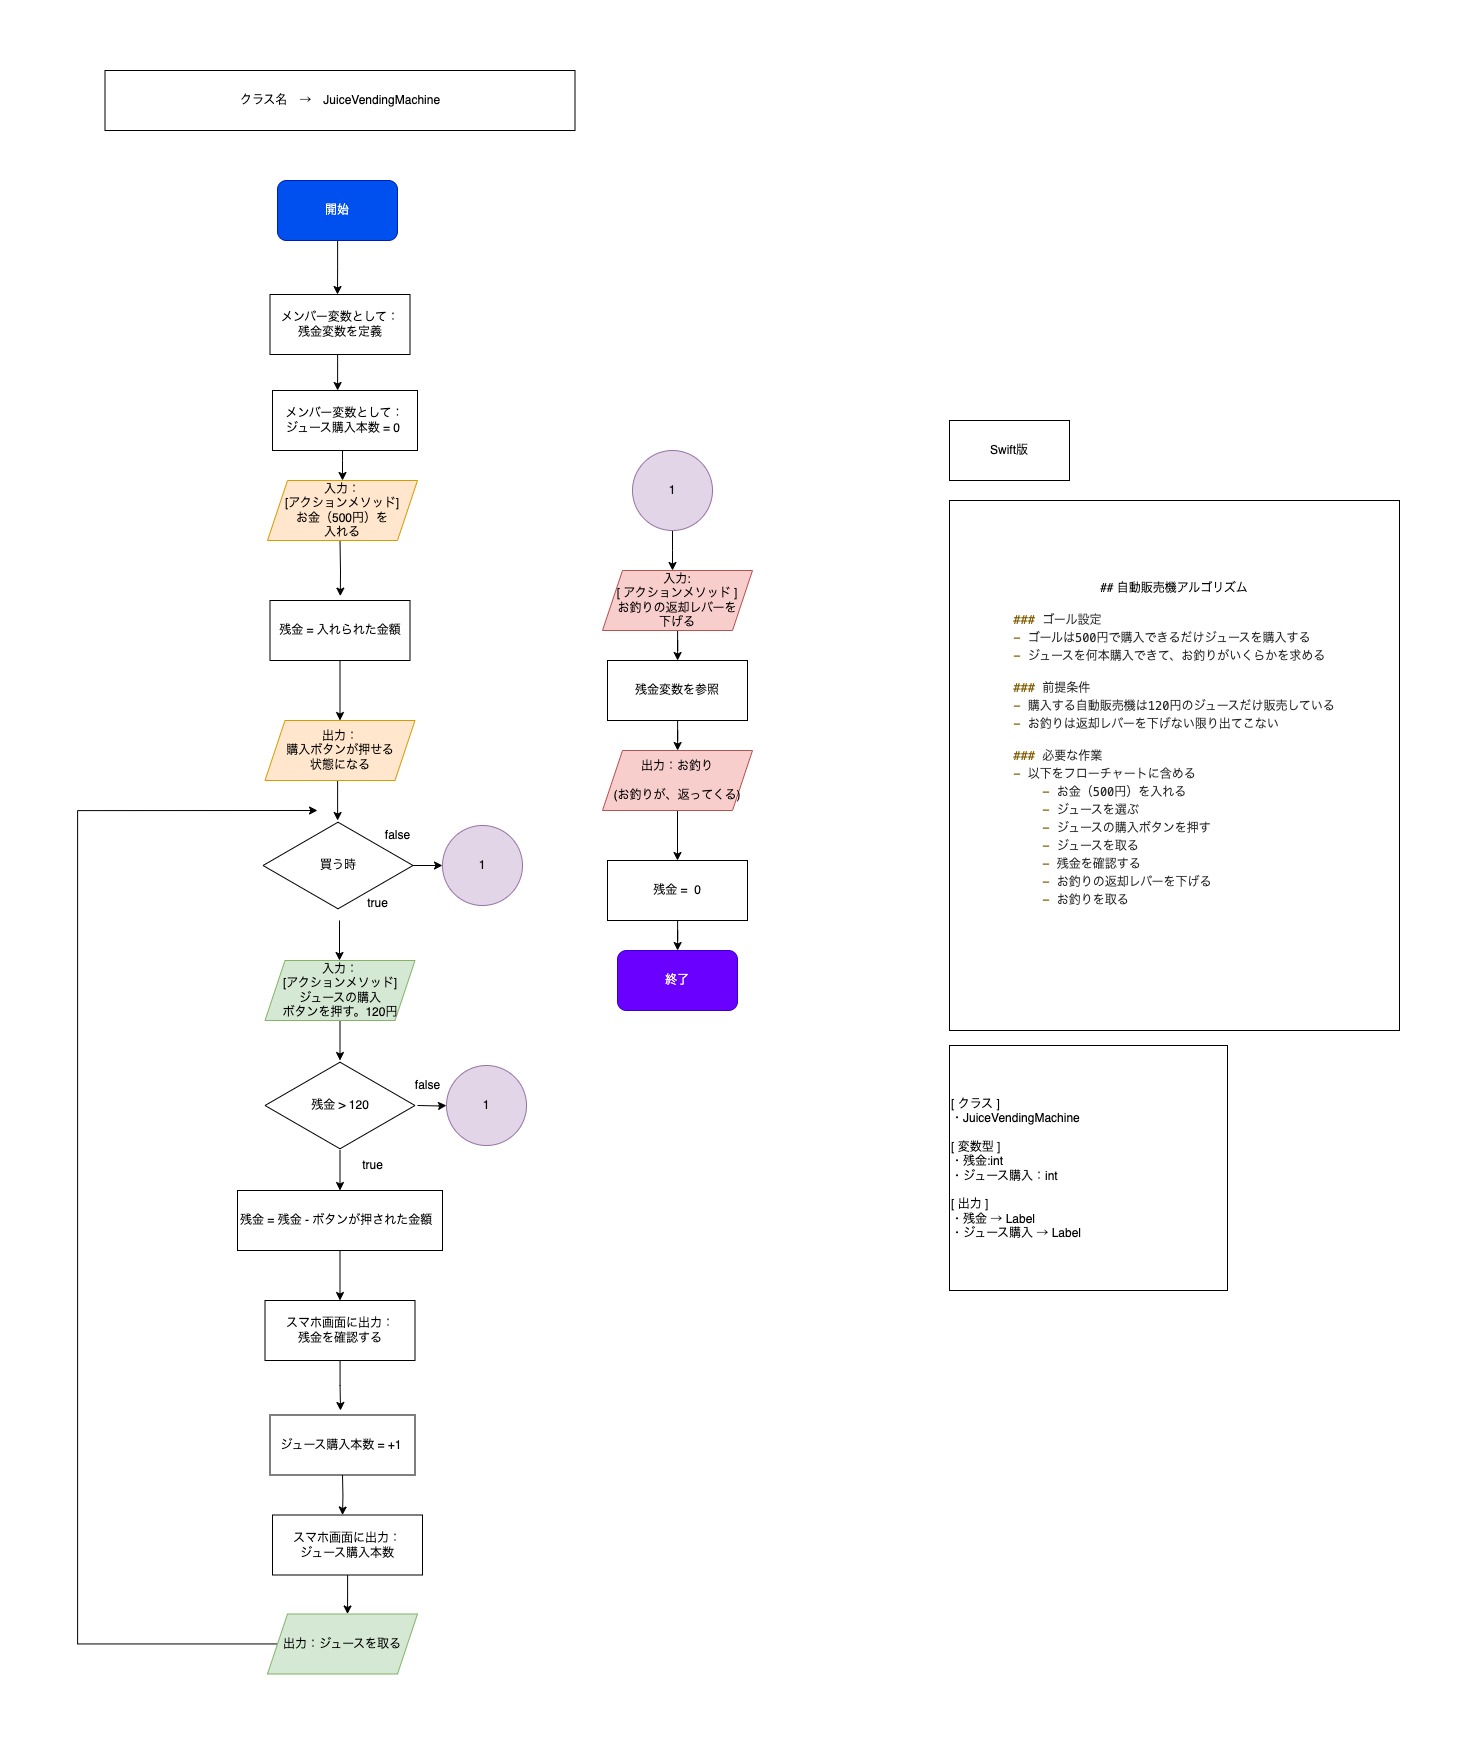 クラス名　→　JuiceVendingMachine
開始
メンバー変数として：
残金変数を定義
メンバー変数として：
ジュース購入本数 = 0
入力：
[アクションメソッド]
お金（500円）を
入れる
残金 = 入れられた金額
出力：
購入ボタンが押せる
状態になる
買う時
false
1
true
入力：
[アクションメソッド]
ジュースの購入
ボタンを押す。120円
残金 > 120
false
1
true
残金 = 残金 - ボタンが押された金額
スマホ画面に出力：
残金を確認する
ジュース購入本数 = +1
スマホ画面に出力：
ジュース購入本数
出力：ジュースを取る
1
入力:
[ アクションメソッド ]
お釣りの返却レバーを
下げる
残金変数を参照
出力：お釣り
(お釣りが、返ってくる)
残金 = 0
終了
Swift版
## 自動販売機アルゴリズム
### ゴール設定
- ゴールは500円で購入できるだけジュースを購入する
- ジュースを何本購入できて、お釣りがいくらかを求める
### 前提条件
- 購入する自動販売機は120円のジュースだけ販売している
- お釣りは返却レバーを下げない限り出てこない
### 必要な作業
- 以下をフローチャートに含める
- お金（500円）を入れる
- ジュースを選ぶ
- ジュースの購入ボタンを押す
- ジュースを取る
- 残金を確認する
- お釣りの返却レバーを下げる
- お釣りを取る
[ クラス ]
・JuiceVendingMachine
[ 変数型 ]
・残金:int
・ジュース購入：int
[ 出力 ]
・残金 → Label
・ジュース購入 → Label